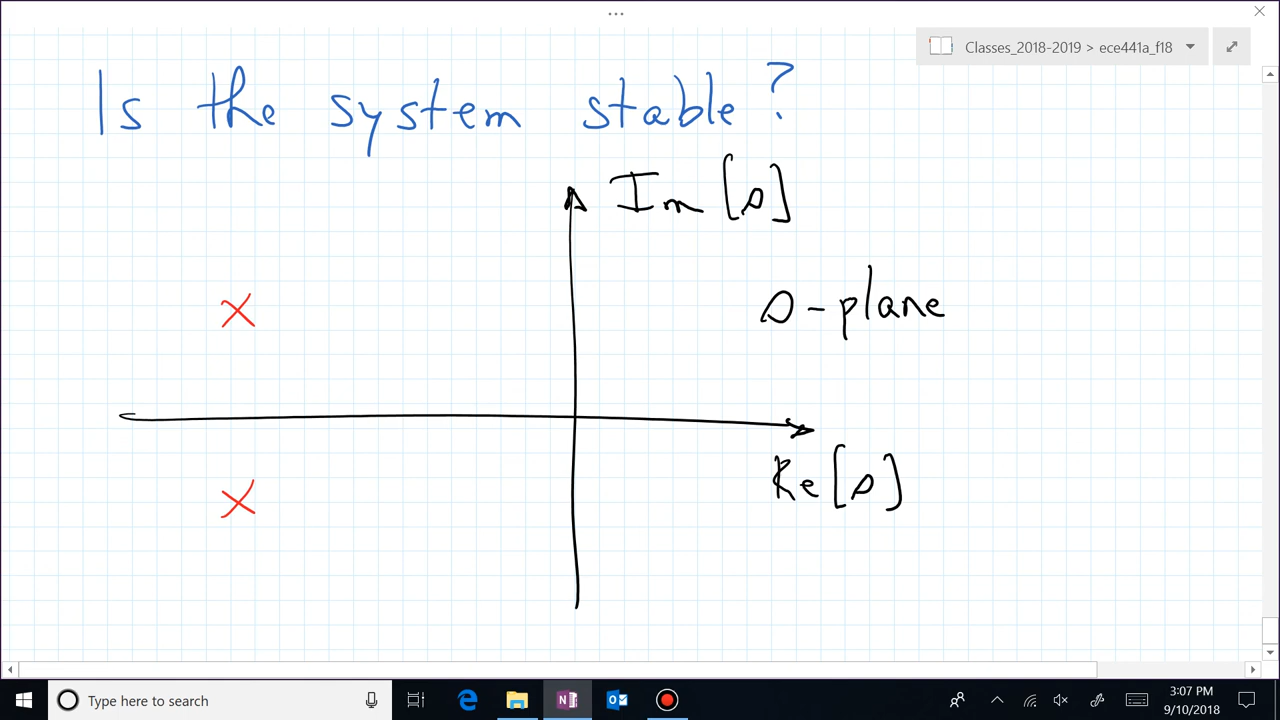 ...
Classes_2018-2019 > ece441a_f18
Is the system stable?
Im[s]
s-plane
Re[s]
x
x
Type here to search
3:07 PM
9/10/2018